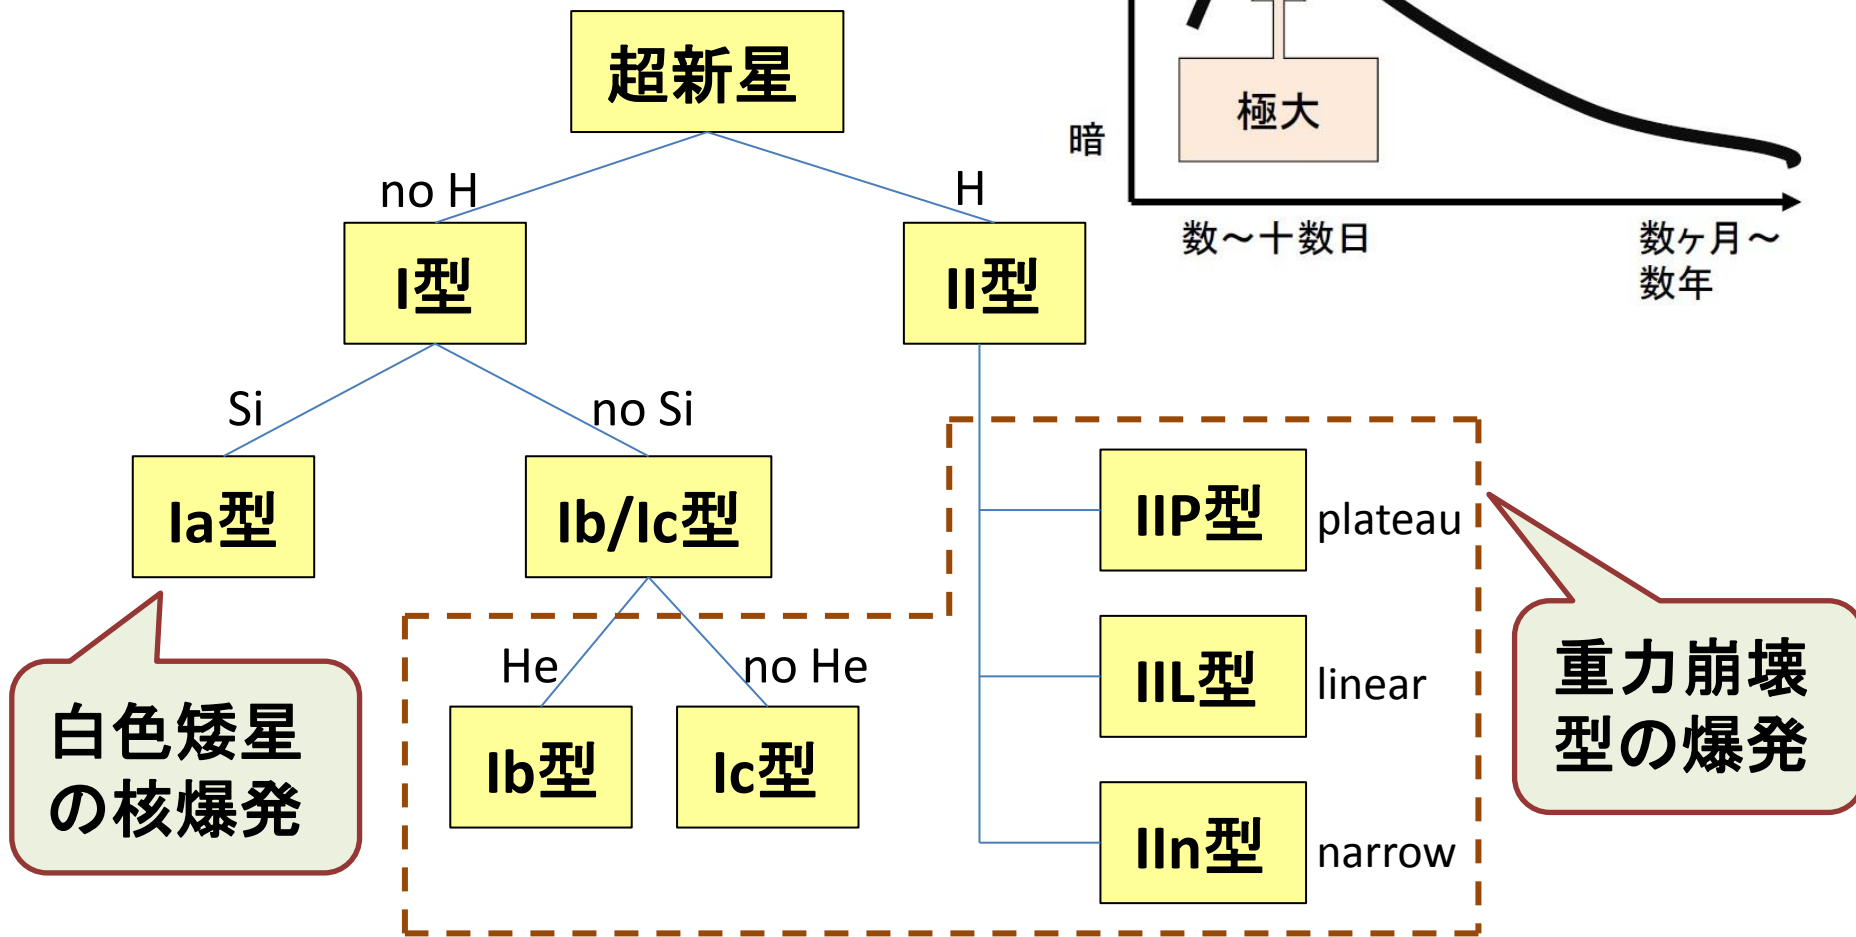 超新星
極大
暗
数～十数日
数ヶ月～
数年
no H
H
I型
II型
Si
no Si
Ia型
Ib/Ic型
IIP型
plateau
He
no He
IIL型
linear
Ib型
Ic型
IIn型
narrow
白色矮星
の核爆発
重力崩壊
型の爆発